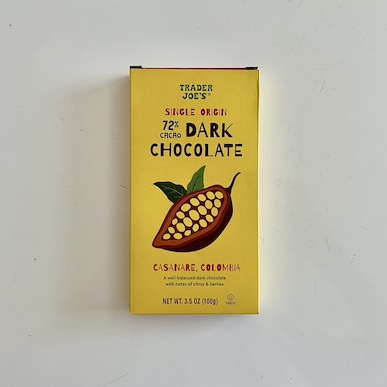 TRADER
JOE'S®
SINGLE ORIGIN
72% CACAO DARK
CHOCOLATE
CASANARE, COLOMBIA
A well-balanced dark chocolate
with notes of citrus & berries
NET WT. 3.5 OZ (100g)